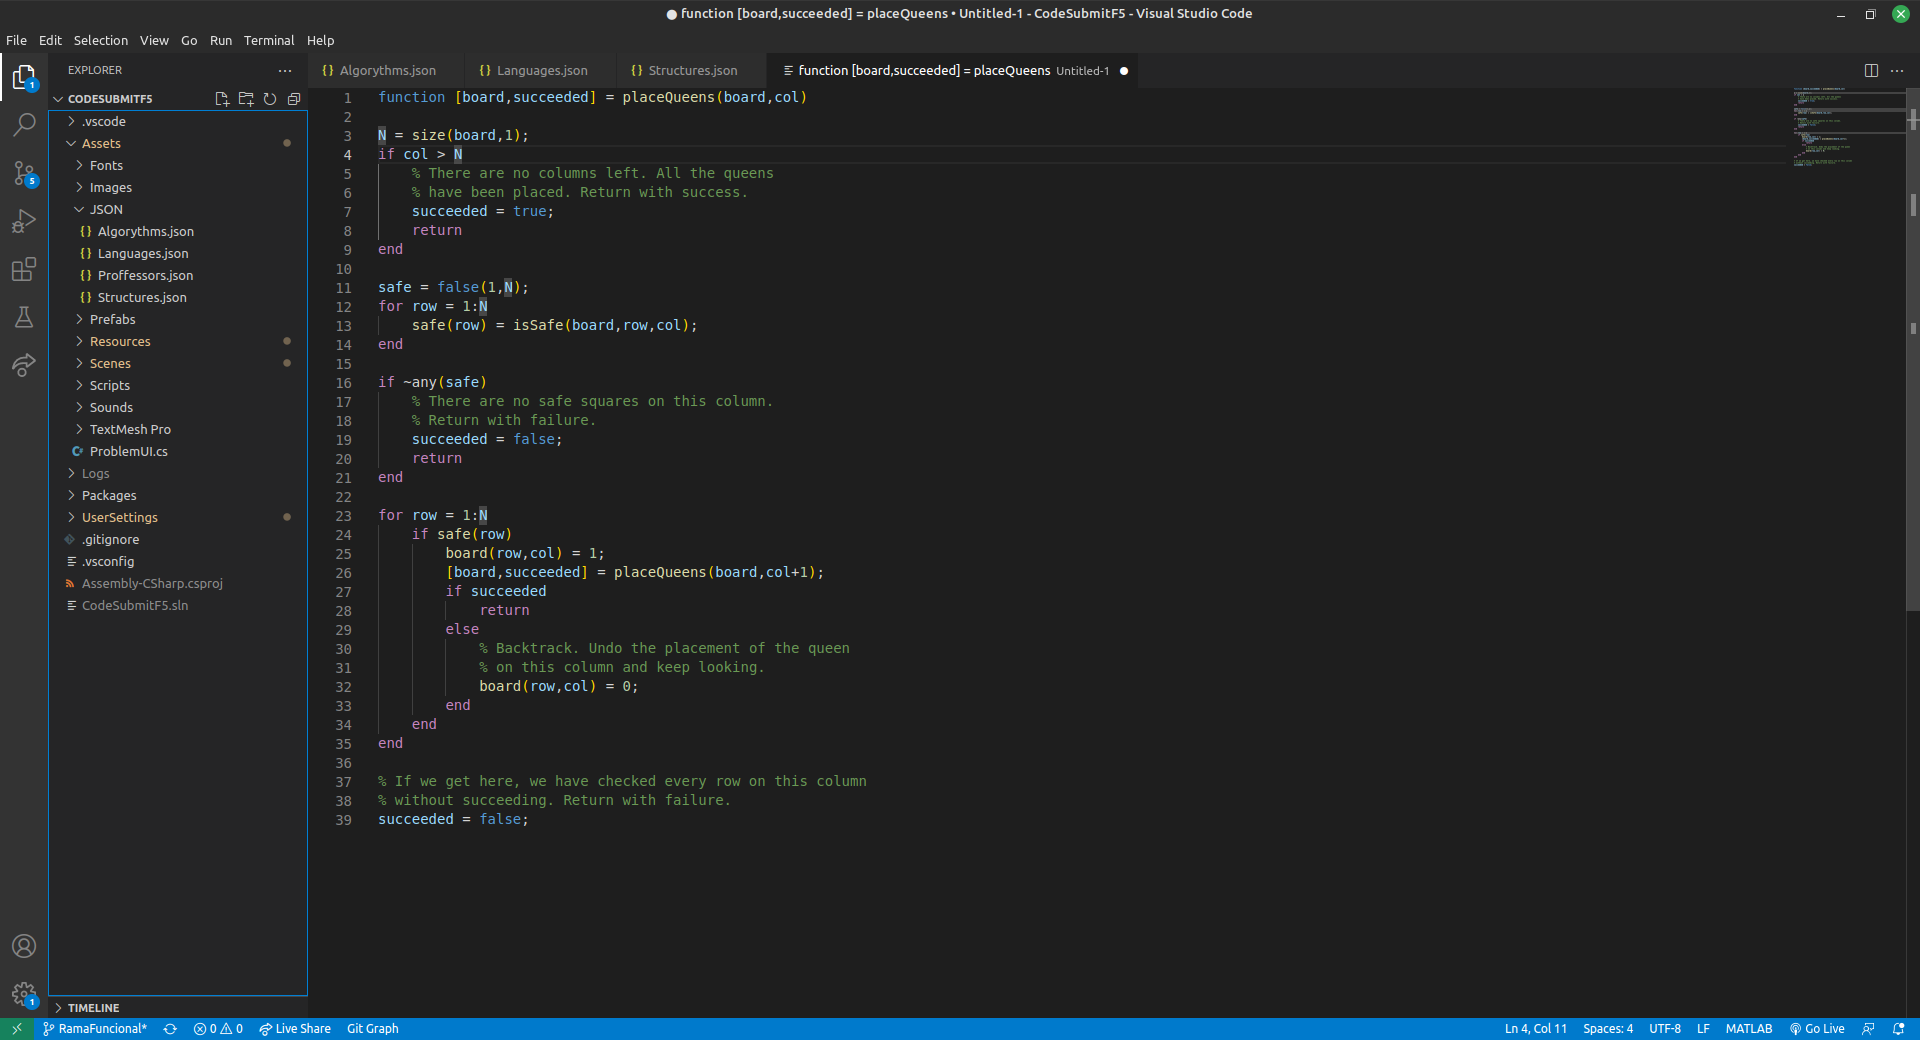 function [board,succeeded] = placeQueens • Untitled-1 - CodeSubmitF5 - Visual Studio Code
File Edit Selection View Go Run Terminal Help
EXPLORER
CODESUBMITF5
.vscode
Assets
Fonts
Images
JSON
{} Algorythms.json
{} Languages.json
{} Proffessors.json
{} Structures.json
Prefabs
Resources
Scenes
Scripts
Sounds
TextMesh Pro
ProblemUI.cs
Logs
Packages
UserSettings
.gitignore
.vsconfig
Assembly-CSharp.csproj
CodeSubmitF5.sln
TIMELINE
1
5
1
{} Algorythms.json {} Languages.json {} Structures.json function [board,succeeded] = placeQueens Untitled-1
1 function [board,succeeded] = placeQueens(board,col)
2
3 N = size(board,1);
4 if col > N
5 % There are no columns left. All the queens
6 % have been placed. Return with success.
7 succeeded = true;
8 return
9 end
10
11 safe = false(1,N);
12 for row = 1:N
13 safe(row) = isSafe(board,row,col);
14 end
15
16 if ~any(safe)
17 % There are no safe squares on this column.
18 % Return with failure.
19 succeeded = false;
20 return
21 end
22
23 for row = 1:N
24 if safe(row)
25 board(row,col) = 1;
26 [board,succeeded] = placeQueens(board,col+1);
27 if succeeded
28 return
29 else
30 % Backtrack. Undo the placement of the queen
31 % on this column and keep looking.
32 board(row,col) = 0;
33 end
34 end
35 end
36
37 % If we get here, we have checked every row on this column
38 % without succeeding. Return with failure.
39 succeeded = false;
RamaFuncional* 0 0 Live Share Git Graph Ln 4, Col 11 Spaces: 4 UTF-8 LF MATLAB Go Live